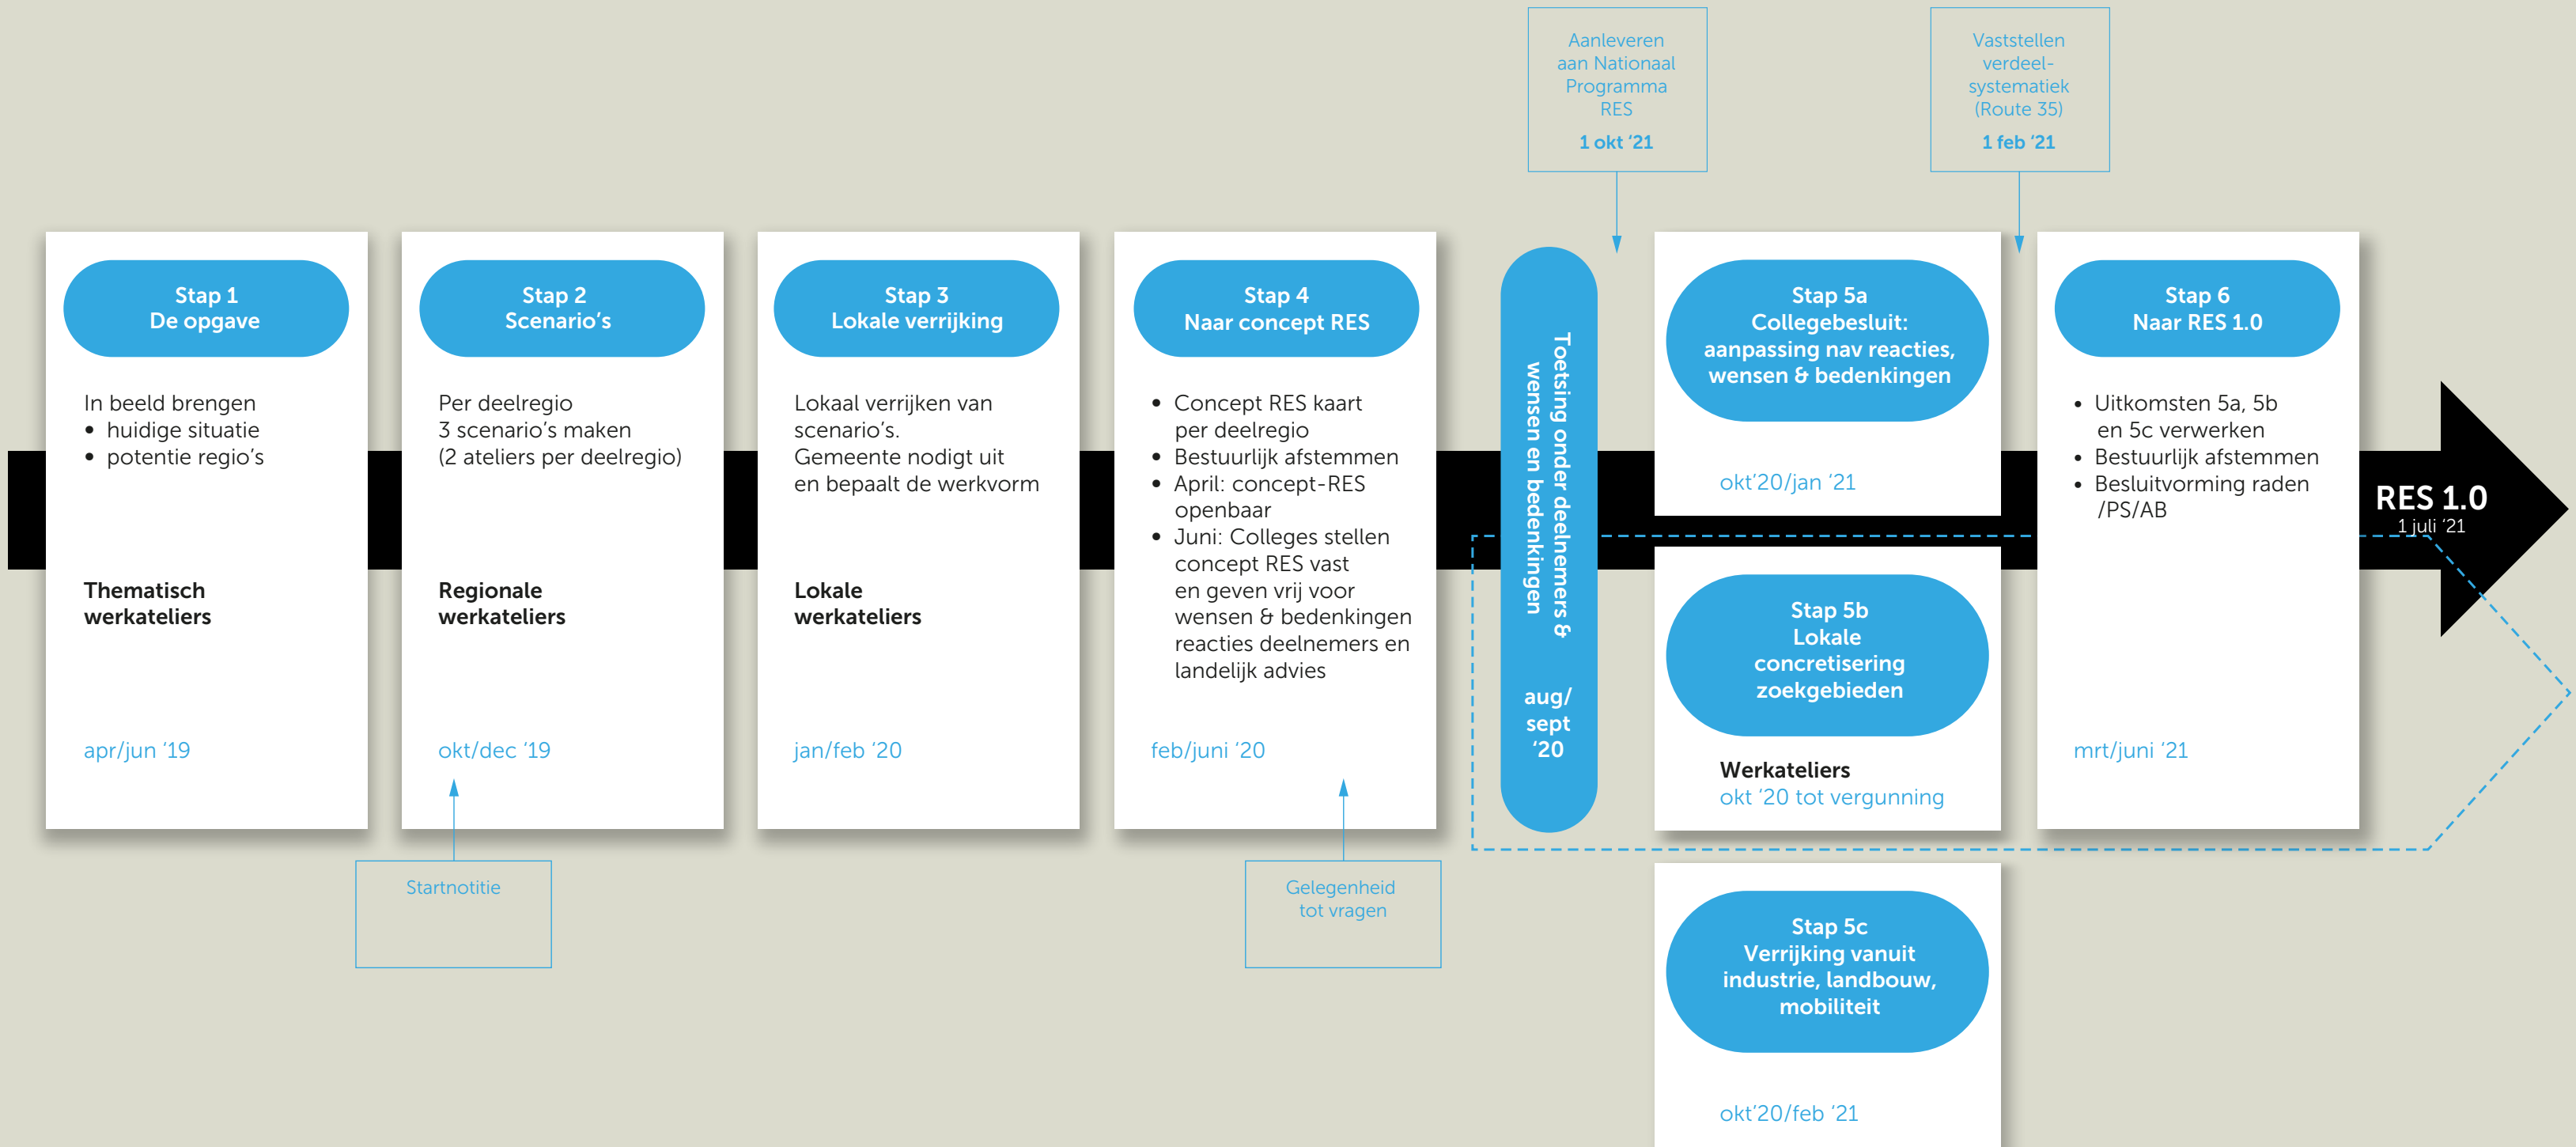 Aanleveren
aan Nationaal
Programma
RES
1 okt ‘21
Vaststellen
verdeel-
systematiek
(Route 35)
1 feb ‘21
Stap 1
De opgave
In beeld brengen
• huidige situatie
• potentie regio’s
Thematisch
werkateliers
apr/jun ‘19
Stap 2
Scenario’s
Per deelregio
3 scenario’s maken
(2 ateliers per deelregio)
Regionale
werkateliers
okt/dec ‘19
Startnotitie
Stap 3
Lokale verrijking
Lokaal verrijken van
scenario’s.
Gemeente nodigt uit
en bepaalt de werkvorm
Lokale
werkateliers
jan/feb ‘20
Stap 4
Naar concept RES
• Concept RES kaart
per deelregio
• Bestuurlijk afstemmen
• April: concept-RES
openbaar
• Juni: Colleges stellen
concept RES vast
en geven vrij voor
wensen & bedenkingen
reacties deelnemers en
landelijk advies
feb/juni ‘20
Gelegenheid
tot vragen
Toetsing onder deelnemers &
wensen en bedenkingen
aug/
sept
‘20
Stap 5a
Collegebesluit:
aanpassing nav reacties,
wensen & bedenkingen
okt’20/jan ‘21
Stap 5b
Lokale
concretisering
zoekgebieden
Werkateliers
okt ‘20 tot vergunning
Stap 5c
Verrijking vanuit
industrie, landbouw,
mobiliteit
okt’20/feb ‘21
Stap 6
Naar RES 1.0
• Uitkomsten 5a, 5b
en 5c verwerken
• Bestuurlijk afstemmen
• Besluitvorming raden
/PS/AB
mrt/juni ‘21
RES 1.0
1 juli ‘21